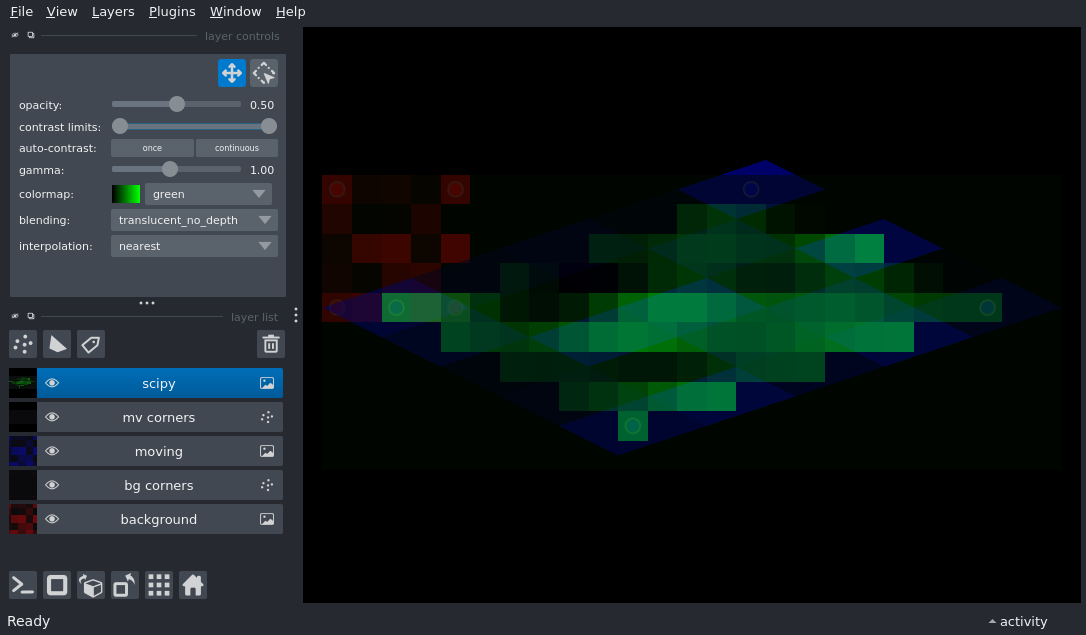 File View Layers Plugins Window Help
layer controls
opacity: 0.50
contrast limits:
auto-contrast: once continuous
gamma: 1.00
colormap: green
blending: translucent_no_depth
interpolation: nearest
layer list
scipy
mv corners
moving
bg corners
background
Ready
activity